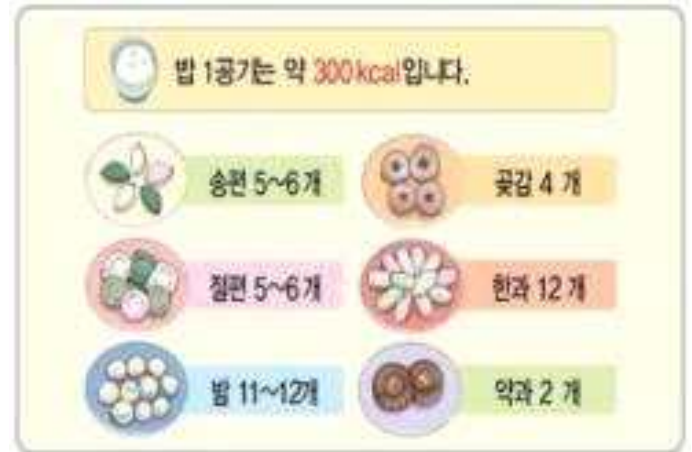 밥 1공기는 약 300kcal입니다.
송편 5~6개
곶감 4 개
절편 5~6개
한과 12 개
밤 11~12개
약과 2 개